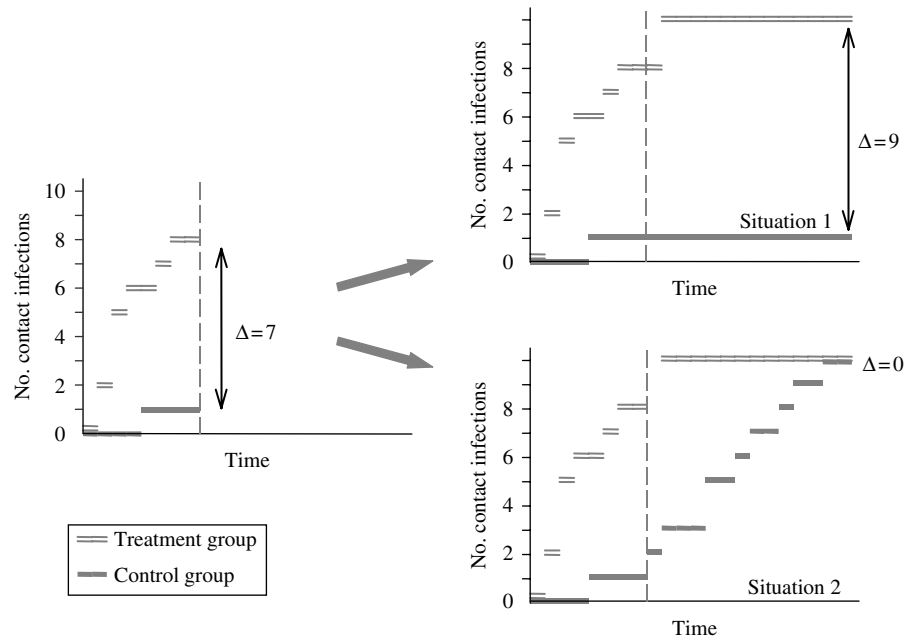 No. contact infections
10
8
6
4
2
0
Δ=7
Time
Treatment group
Control group
No. contact infections
8
6
4
2
0
Δ=9
Situation 1
Time
No. contact infections
8
6
4
2
0
Δ=0
Situation 2
Time